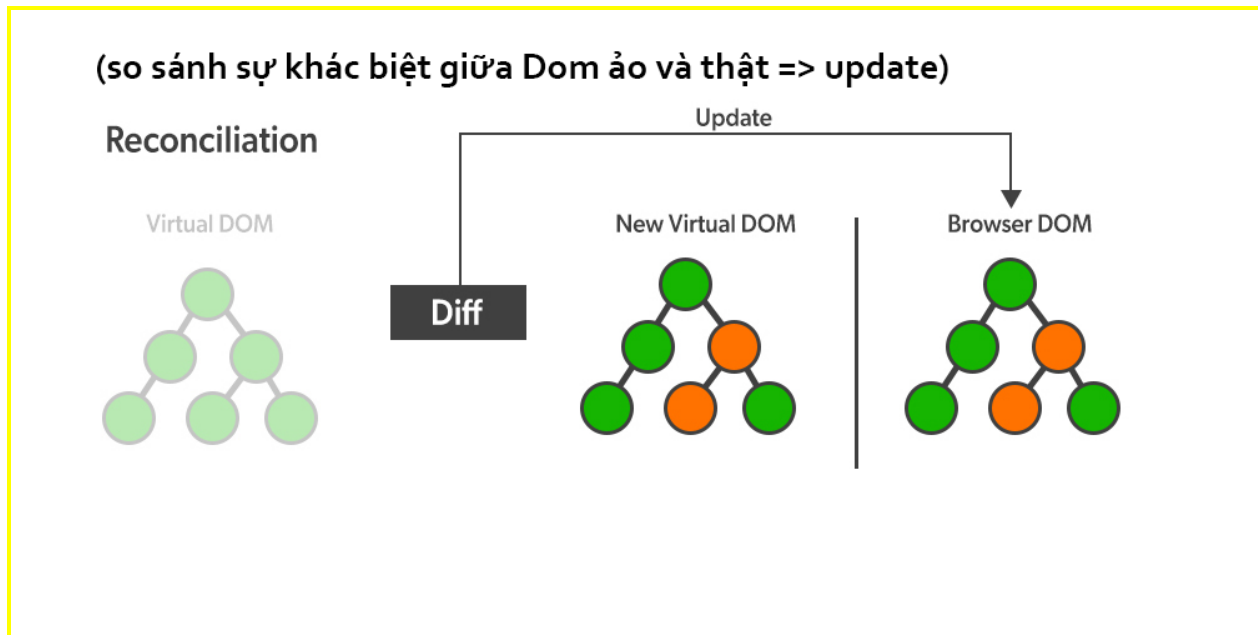 (so sánh sự khác biệt giữa Dom ảo và thật => update)
Update
Reconciliation
Virtual DOM
New Virtual DOM
Browser DOM
Diff